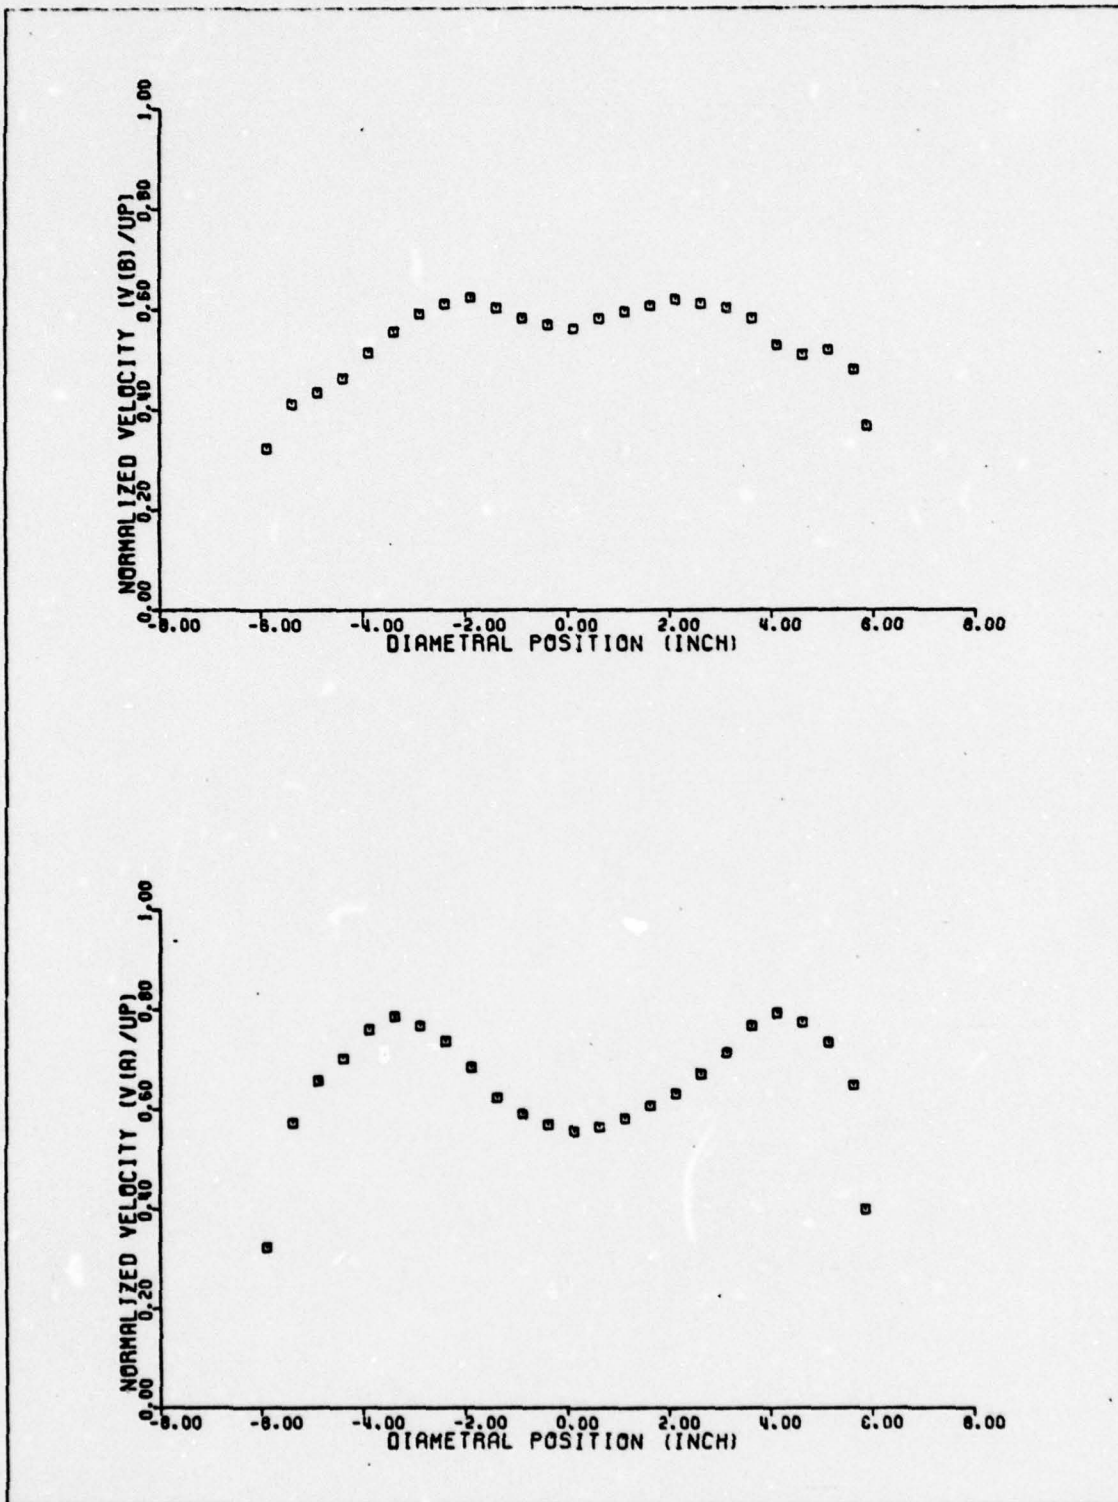 NORMALIZED VELOCITY (V(B)/UP)
1.00
0.80
0.60
0.40
0.20
0.00
-8.00 -6.00 -4.00 -2.00 0.00 2.00 4.00 6.00 8.00
DIAMETRAL POSITION (INCH)
NORMALIZED VELOCITY (V(A)/UP)
1.00
0.80
0.60
0.40
0.20
0.00
-8.00 -6.00 -4.00 -2.00 0.00 2.00 4.00 6.00 8.00
DIAMETRAL POSITION (INCH)